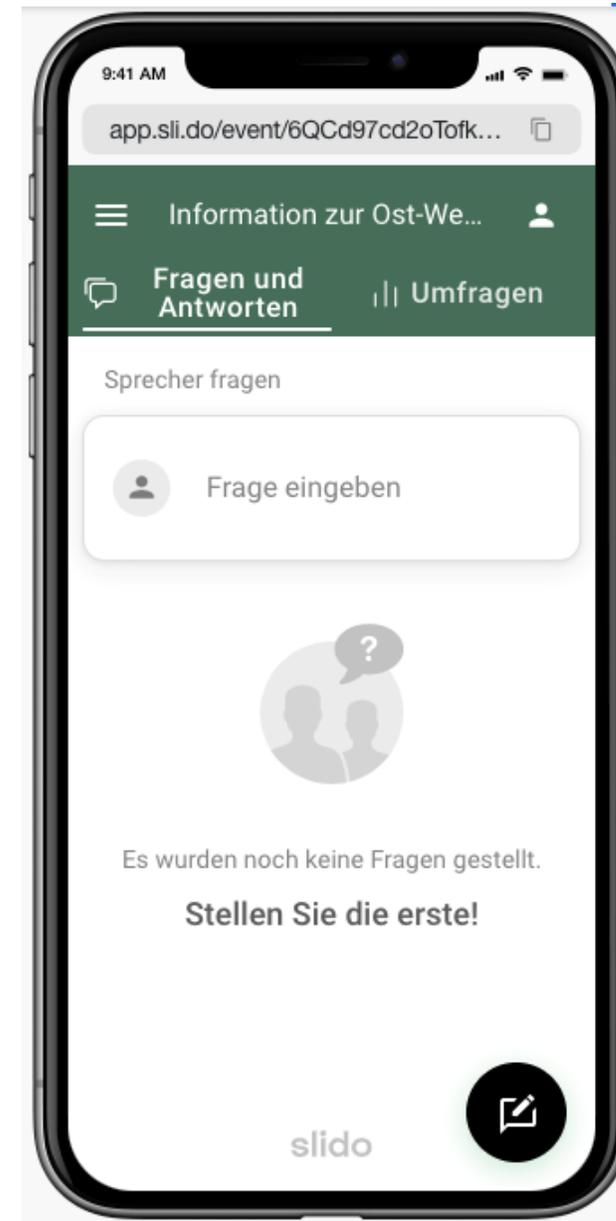 9:41 AM
app.sli.do/event/6QCd97cd2oTofk...
Information zur Ost-We...
Fragen und
Antworten
Umfragen
Sprecher fragen
Frage eingeben
?
Es wurden noch keine Fragen gestellt.
Stellen Sie die erste!
slido